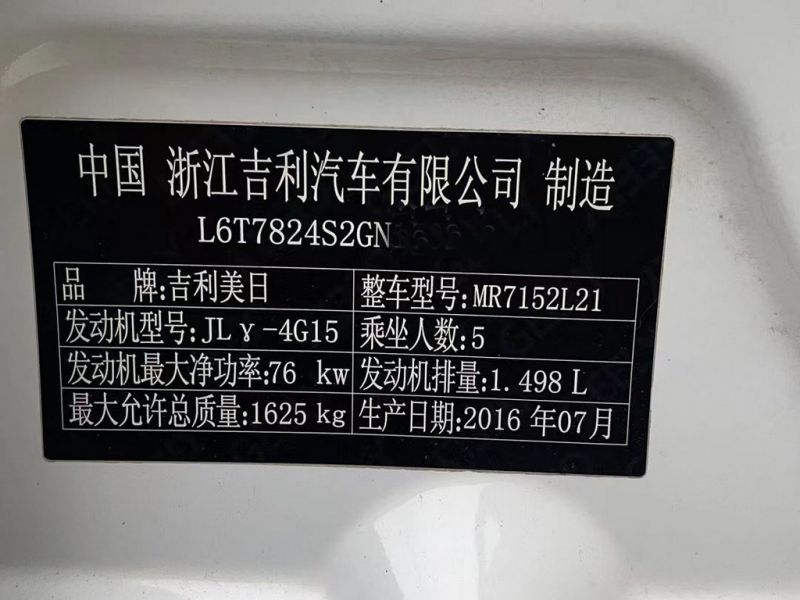 中国 浙江吉利汽车有限公司 制造
L6T7824S2GN
品 牌:吉利美日 整车型号:MR7152L21
发动机型号:JLγ-4G15 乘坐人数:5
发动机最大净功率:76 kw 发动机排量:1.498 L
最大允许总质量:1625 kg 生产日期:2016 年07月